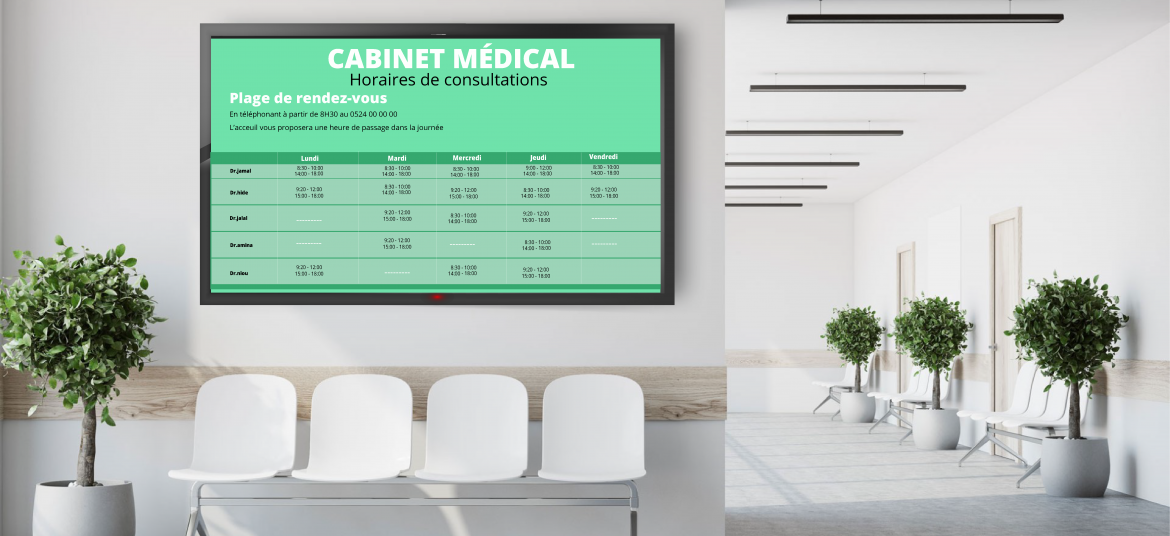 CABINET MÉDICAL
Horaires de consultations
Plage de rendez-vous
En téléphonant à partir de 8H30 au 0524 00 00 00
L'acceuil vous proposera une heure de passage dans la journée
Lundi Mardi Mercredi Jeudi Vendredi
Dr.jamal 8:30 - 10:00 8:30 - 10:00 8:30 - 10:00 9:00 - 12:00 8:30 - 10:00
14:00 - 18:00 14:00 - 18:00 14:00 - 18:00 14:00 - 18:00 14:00 - 18:00
Dr.hide 9:20 - 12:00 8:30 - 10:00 9:20 - 12:00 8:30 - 10:00 9:20 - 12:00
15:00 - 18:00 14:00 - 18:00 15:00 - 18:00 14:00 - 18:00 15:00 - 18:00
Dr.jalal ---------- 9:20 - 12:00 8:30 - 10:00 9:20 - 12:00 ----------
15:00 - 18:00 14:00 - 18:00 15:00 - 18:00
Dr.amina ---------- 9:20 - 12:00 ---------- 8:30 - 10:00 ----------
15:00 - 18:00 14:00 - 18:00
Dr.niou 9:20 - 12:00 ---------- 8:30 - 10:00 9:20 - 12:00
15:00 - 18:00 14:00 - 18:00 15:00 - 18:00